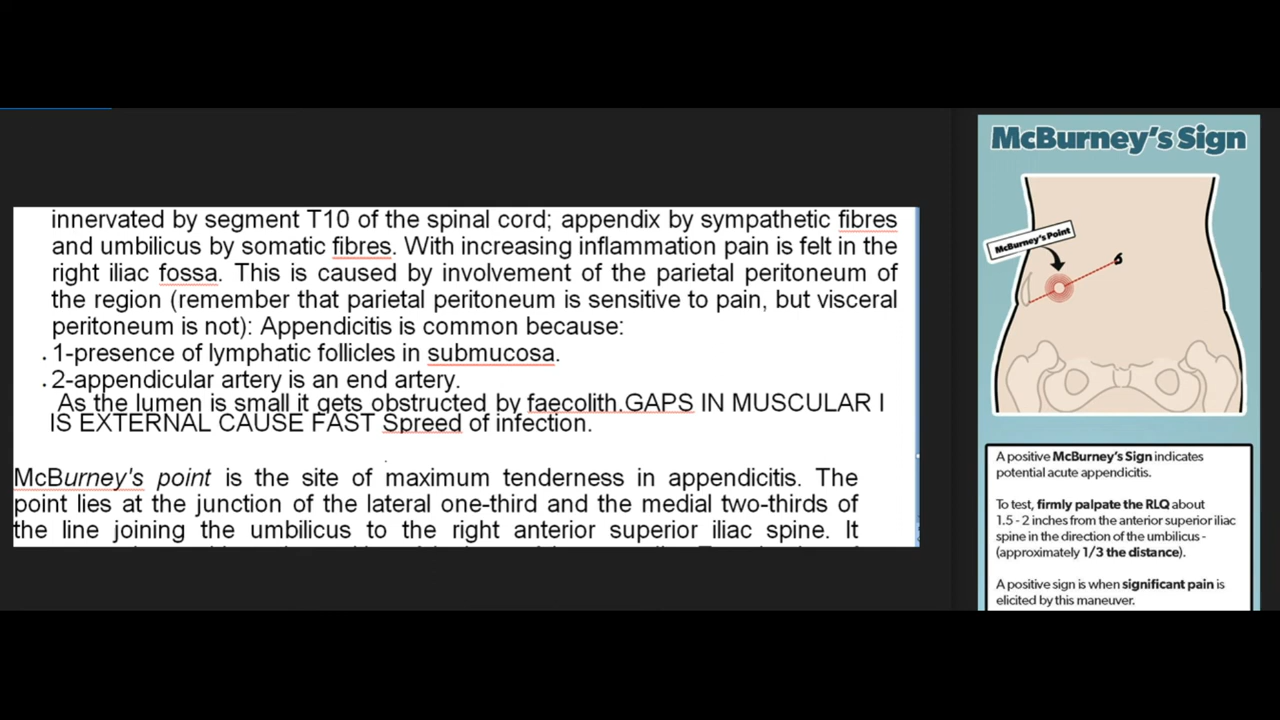 innervated by segment T10 of the spinal cord; appendix by sympathetic fibres
and umbilicus by somatic fibres. With increasing inflammation pain is felt in the
right iliac fossa. This is caused by involvement of the parietal peritoneum of
the region (remember that parietal peritoneum is sensitive to pain, but visceral
peritoneum is not): Appendicitis is common because:
. 1-presence of lymphatic follicles in submucosa.
. 2-appendicular artery is an end artery.
As the lumen is small it gets obstructed by faecolith.GAPS IN MUSCULAR I
IS EXTERNAL CAUSE FAST Spreed of infection.
McBurney's point is the site of maximum tenderness in appendicitis. The
point lies at the junction of the lateral one-third and the medial two-thirds of
the line joining the umbilicus to the right anterior superior iliac spine. It
McBurney's Sign
McBurney's Point
A positive McBurney's Sign indicates
potential acute appendicitis.
To test, firmly palpate the RLQ about
1.5 - 2 inches from the anterior superior iliac
spine in the direction of the umbilicus -
(approximately 1/3 the distance).
A positive sign is when significant pain is
elicited by this maneuver.